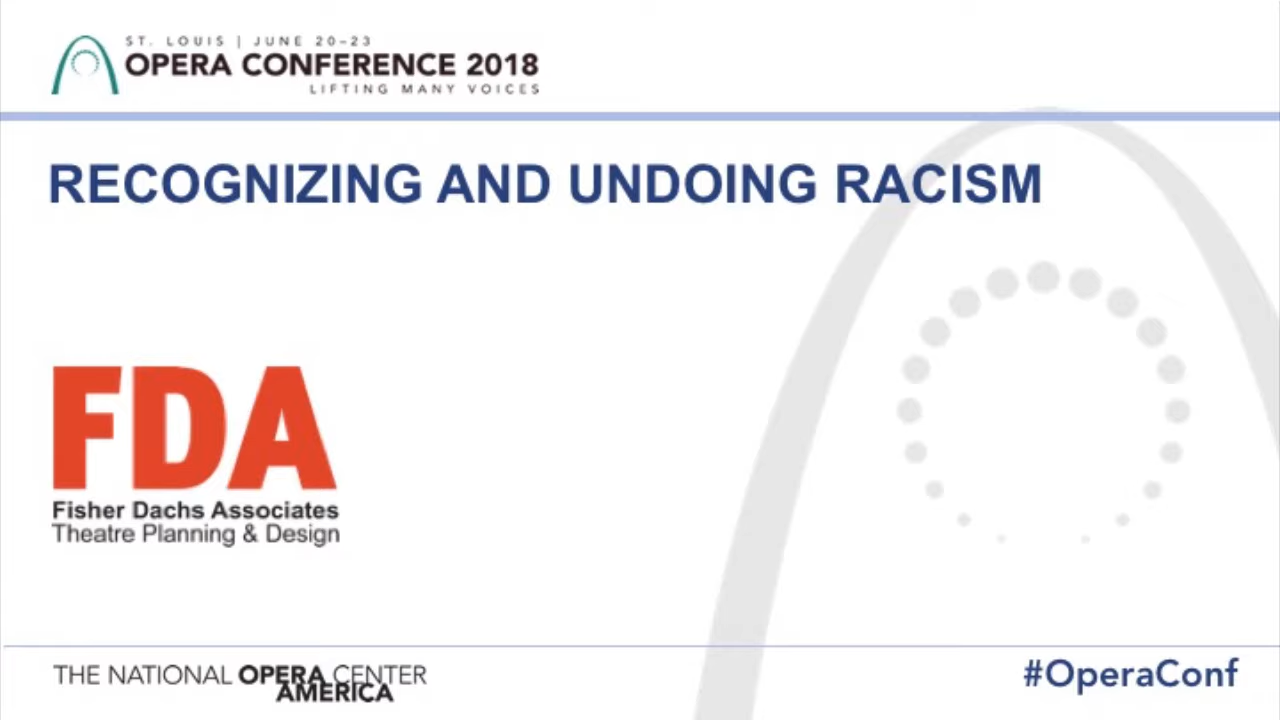 ST. LOUIS | JUNE 20–23
OPERA CONFERENCE 2018
LIFTING MANY VOICES
RECOGNIZING AND UNDOING RACISM
FDA
Fisher Dachs Associates
Theatre Planning & Design
THE NATIONAL OPERA CENTER
AMERICA
#OperaConf